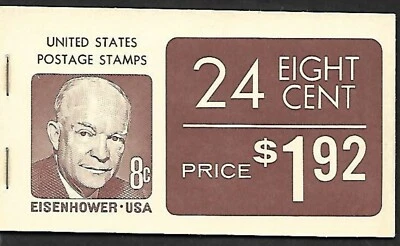 UNITED STATES
POSTAGE STAMPS
8c
EISENHOWER·USA
24 EIGHT CENT
PRICE $1.92